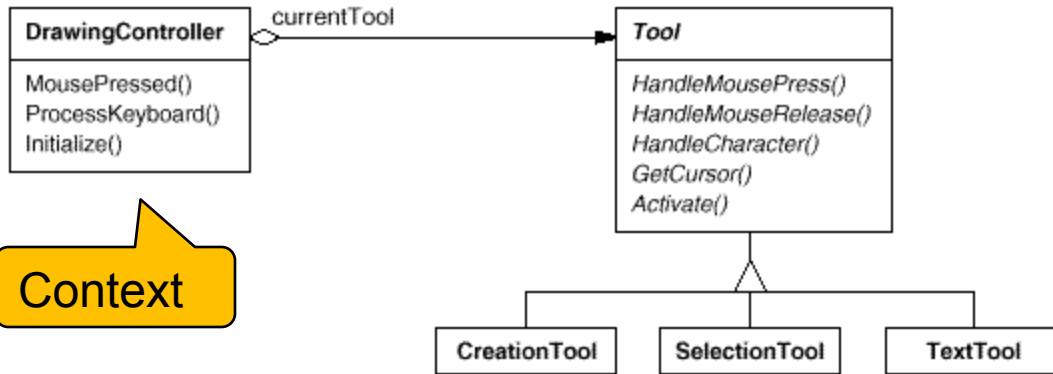 DrawingController
MousePressed()
ProcessKeyboard()
Initialize()
currentTool
Tool
HandleMousePress()
HandleMouseRelease()
HandleCharacter()
GetCursor()
Activate()
Context
CreationTool
SelectionTool
TextTool